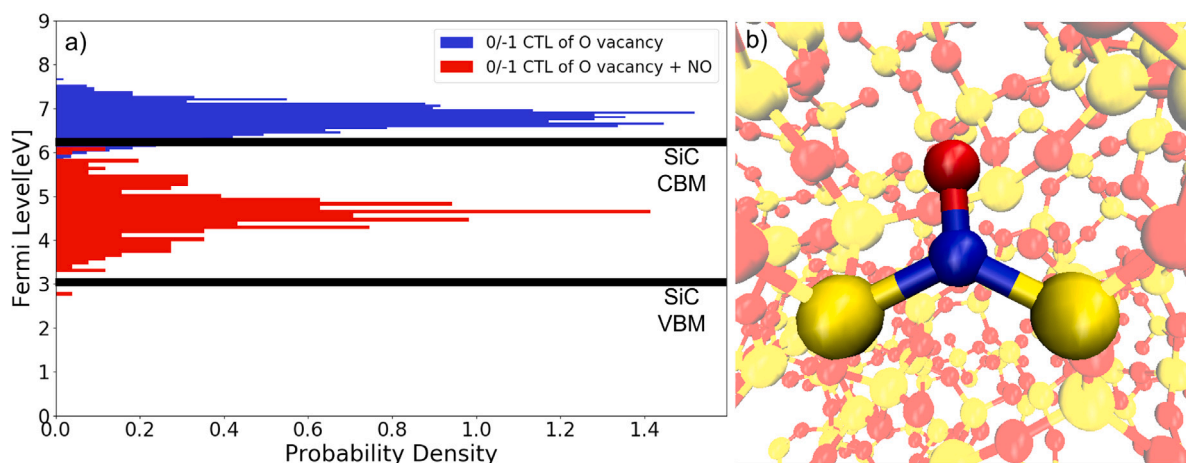 a)
0/-1 CTL of O vacancy
0/-1 CTL of O vacancy + NO
Fermi Level[eV]
9
8
7
6
5
4
3
2
1
0
SiC
CBM
SiC
VBM
0.0 0.2 0.4 0.6 0.8 1.0 1.2 1.4
Probability Density
b)